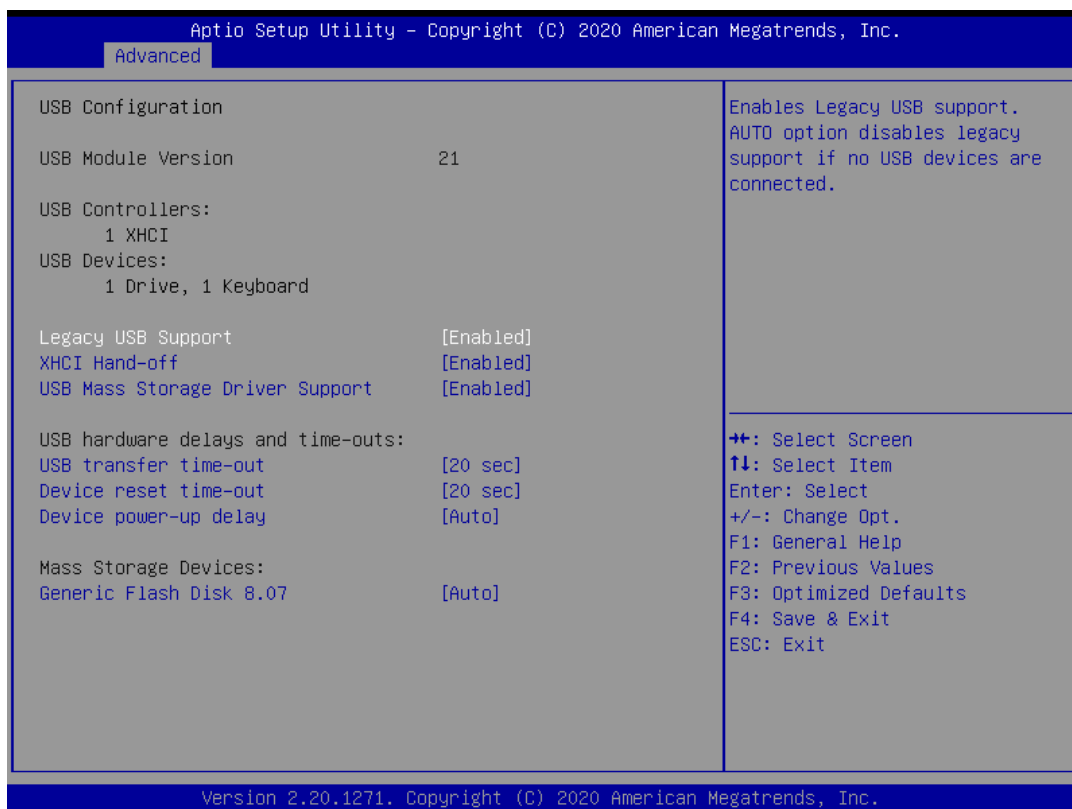 Aptio Setup Utility – Copyright (C) 2020 American Megatrends, Inc.
Advanced
USB Configuration
USB Module Version 21
USB Controllers:
1 XHCI
USB Devices:
1 Drive, 1 Keyboard
Legacy USB Support [Enabled]
XHCI Hand-off [Enabled]
USB Mass Storage Driver Support [Enabled]
USB hardware delays and time-outs:
USB transfer time-out [20 sec]
Device reset time-out [20 sec]
Device power-up delay [Auto]
Mass Storage Devices:
Generic Flash Disk 8.07 [Auto]
Enables Legacy USB support.
AUTO option disables legacy
support if no USB devices are
connected.
→←: Select Screen
↑↓: Select Item
Enter: Select
+/-: Change Opt.
F1: General Help
F2: Previous Values
F3: Optimized Defaults
F4: Save & Exit
ESC: Exit
Version 2.20.1271. Copyright (C) 2020 American Megatrends, Inc.